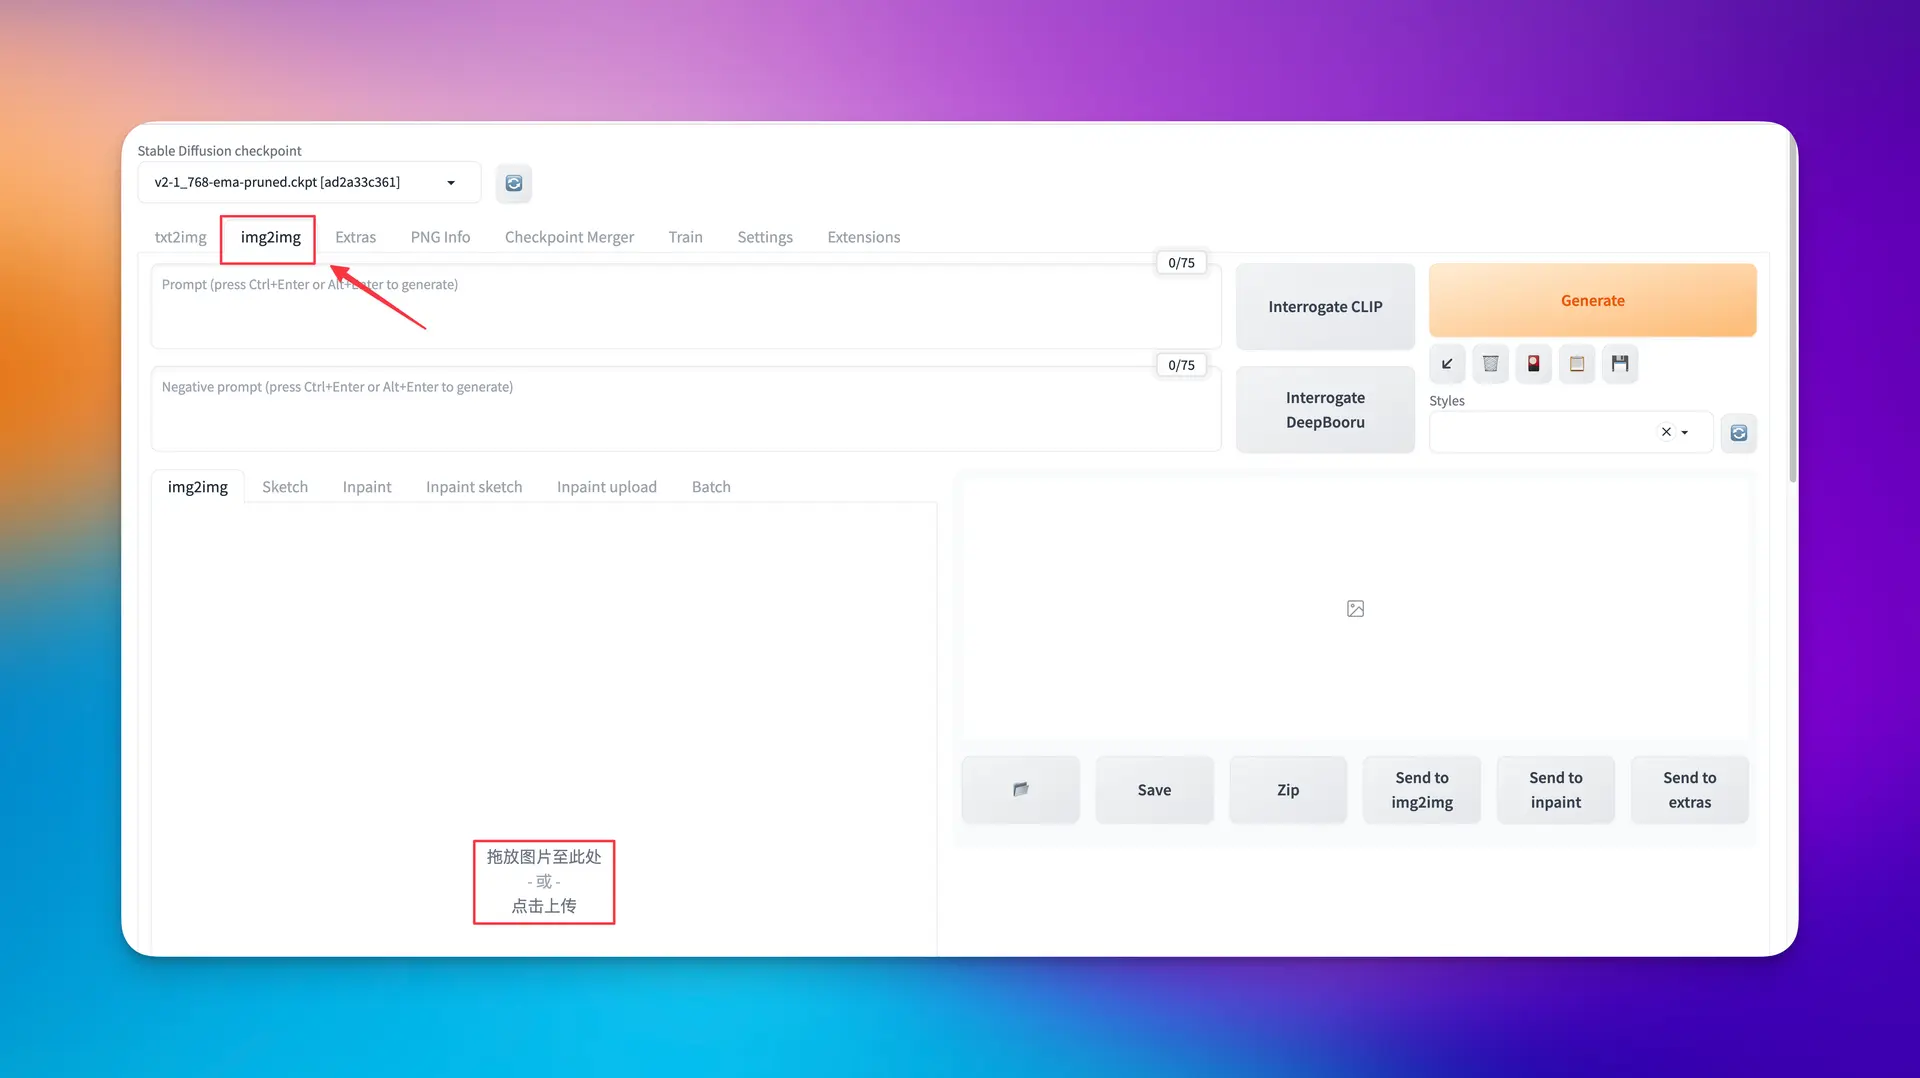 Stable Diffusion checkpoint
v2-1_768-ema-pruned.ckpt [ad2a33c361]
txt2img
img2img
Extras
PNG Info
Checkpoint Merger
Train
Settings
Extensions
0/75
Prompt (press Ctrl+Enter or Alt+Enter to generate)
Interrogate CLIP
Generate
0/75
Negative prompt (press Ctrl+Enter or Alt+Enter to generate)
Interrogate
DeepBooru
Styles
img2img
Sketch
Inpaint
Inpaint sketch
Inpaint upload
Batch
Save
Zip
Send to
img2img
Send to
inpaint
Send to
extras
拖放图片至此处
- 或 -
点击上传